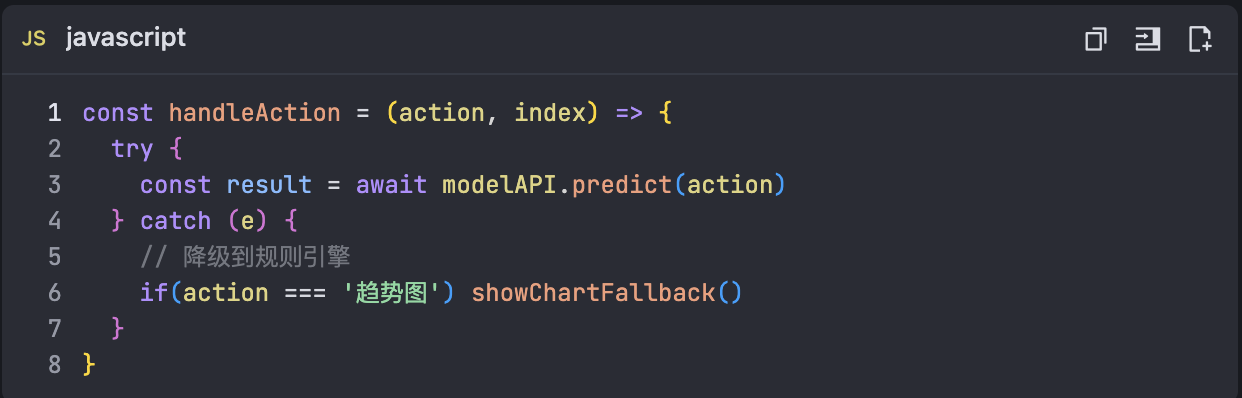 JS javascript
1 const handleAction = (action, index) => {
2   try {
3     const result = await modelAPI.predict(action)
4   } catch (e) {
5     // 降级到规则引擎
6     if(action === '趋势图') showChartFallback()
7   }
8 }